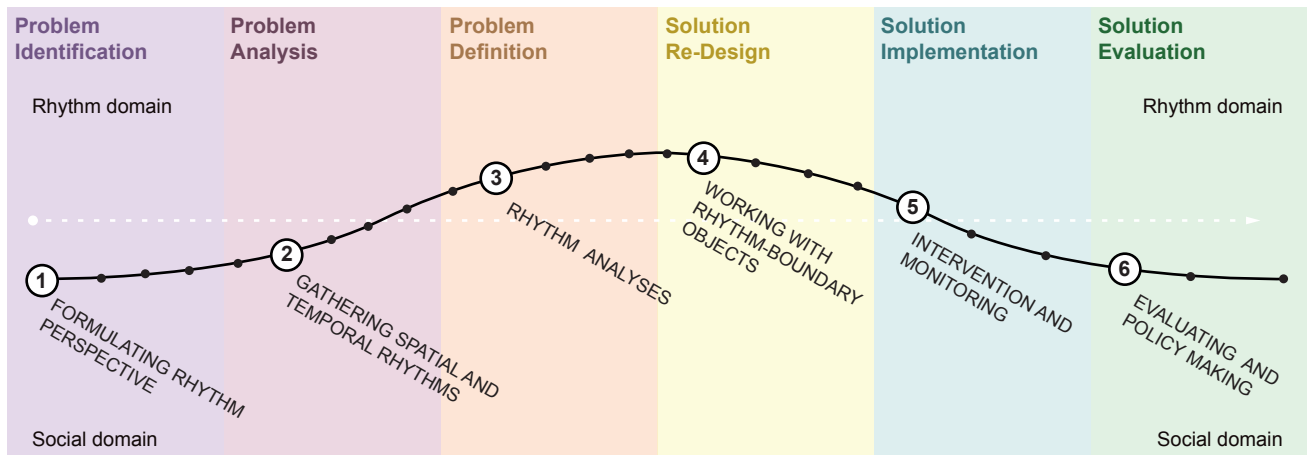 Problem
Identification
Problem
Analysis
Problem
Definition
Solution
Re-Design
Solution
Implementation
Solution
Evaluation
Rhythm domain
Rhythm domain
1
FORMULATING RHYTHM
PERSPECTIVE
2
GATHERING SPATIAL AND
TEMPORAL RHYTHMS
3
RHYTHM ANALYSES
4
WORKING WITH
RHYTHM-BOUNDARY
OBJECTS
5
INTERVENTION AND
MONITORING
6
EVALUATING AND
POLICY MAKING
Social domain
Social domain